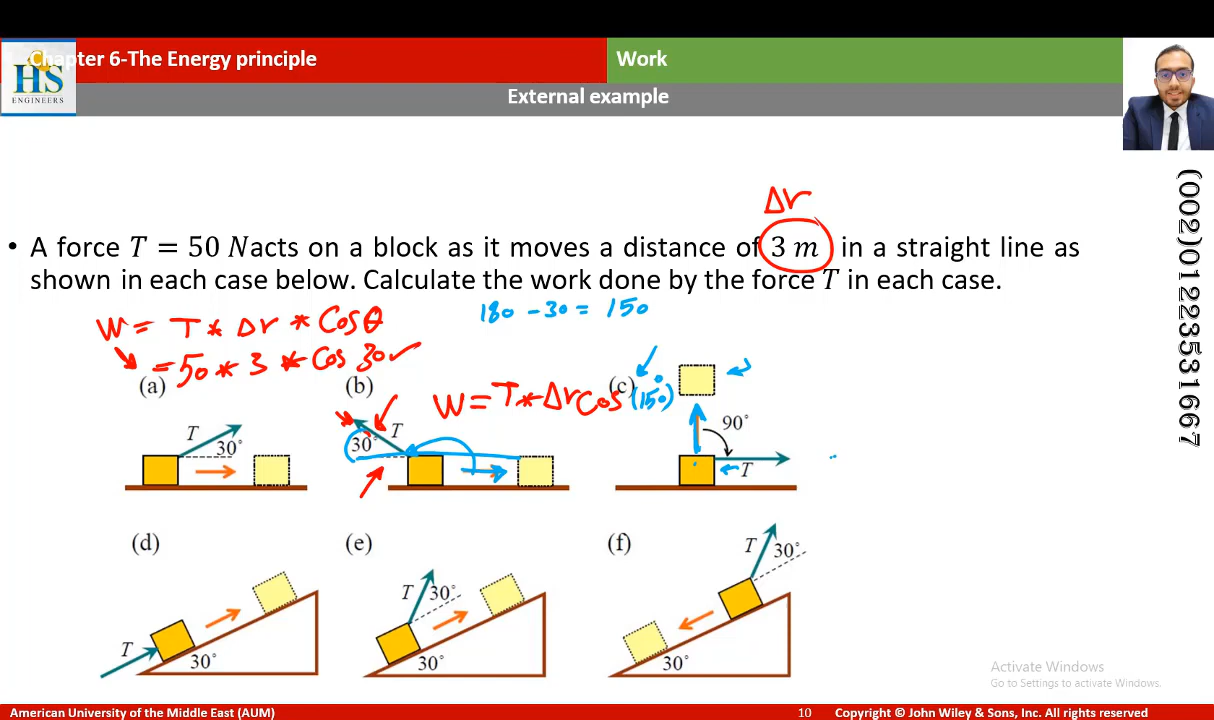 Chapter 6-The Energy principle
Work
HS
ENGINEERS
External example
(002)01223531667
Δr
• A force T = 50 Nacts on a block as it moves a distance of 3 m in a straight line as
shown in each case below. Calculate the work done by the force T in each case.
180 - 30 = 150
W = T * Δr * Cosθ
= 50 * 3 * Cos 30
(a)
(b)
W = T * Δr Cos (150°)
(c)
T
30°
30°
T
90°
T
(d)
(e)
(f)
T
30°
T
30°
30°
T
30°
30°
Activate Windows
Go to Settings to activate Windows.
American University of the Middle East (AUM)
10
Copyright © John Wiley & Sons, Inc. All rights reserved